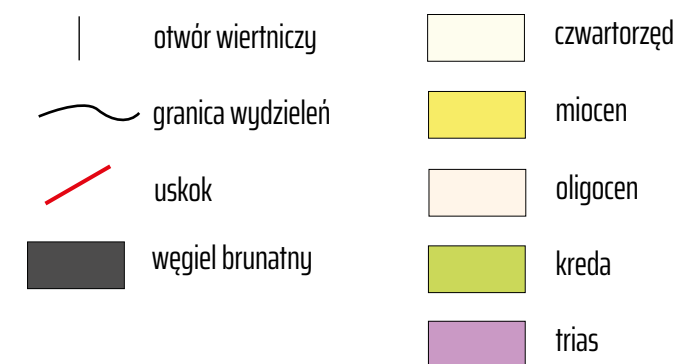 otwór wiertniczy
granica wydzieleń
uskok
węgiel brunatny
czwartorzęd
miocen
oligocen
kreda
trias